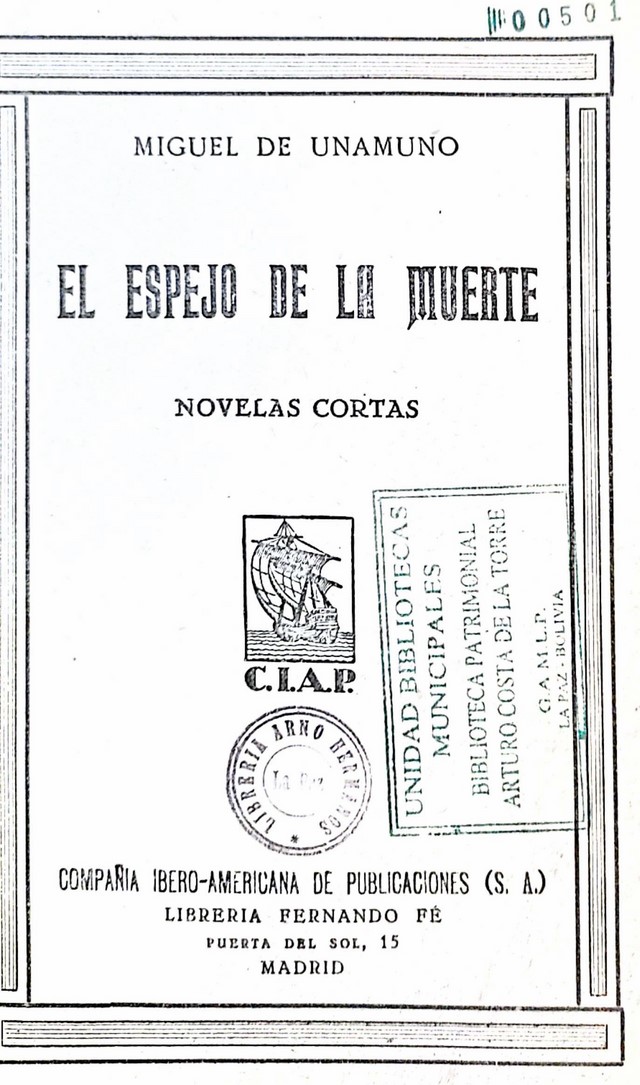 00501
MIGUEL DE UNAMUNO
EL ESPEJO DE LA MUERTE
NOVELAS CORTAS
C.I.A.P.
UNIDAD BIBLIOTECAS
MUNICIPALES
BIBLIOTECA PATRIMONIAL
ARTURO COSTA DE LA TORRE
G.A.M.L.P.
LA PAZ - BOLIVIA
LIBRERIA ARNO HERMANOS
La Paz
COMPAÑIA IBERO-AMERICANA DE PUBLICACIONES (S. A.)
LIBRERIA FERNANDO FÉ
PUERTA DEL SOL, 15
MADRID